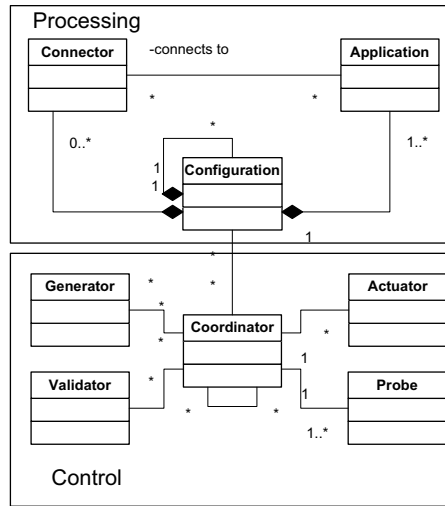 Processing
Connector
-connects to
Application
*
*
0..*
*
1..*
1
Configuration
1
1
*
Generator
*
*
Actuator
*
Coordinator
*
*
1
Validator
*
1
Probe
*
*
1..*
Control